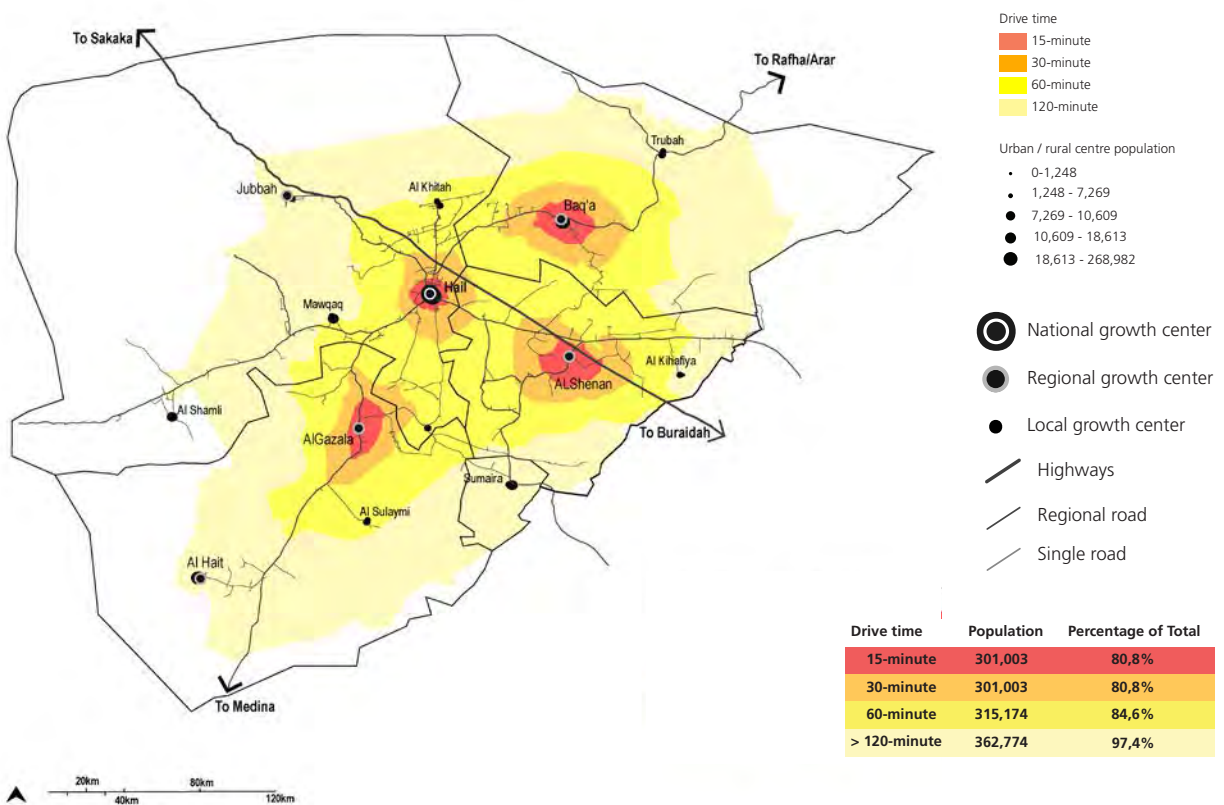 To Sakaka
To Rafha/Arar
Trubah
Jubbah
Al Khitah
Baq'a
Hail
Mawqaq
Al Kihafiya
ALShenan
Al Shamli
AlGazala
To Buraidah
Sumaira
Al Sulaymi
Al Hait
To Medina
20km
80km
40km
120km
Drive time
15-minute
30-minute
60-minute
120-minute
Urban / rural centre population
0-1,248
1,248 - 7,269
7,269 - 10,609
10,609 - 18,613
18,613 - 268,982
National growth center
Regional growth center
Local growth center
Highways
Regional road
Single road
Drive time Population Percentage of Total
15-minute 301,003 80,8%
30-minute 301,003 80,8%
60-minute 315,174 84,6%
> 120-minute 362,774 97,4%